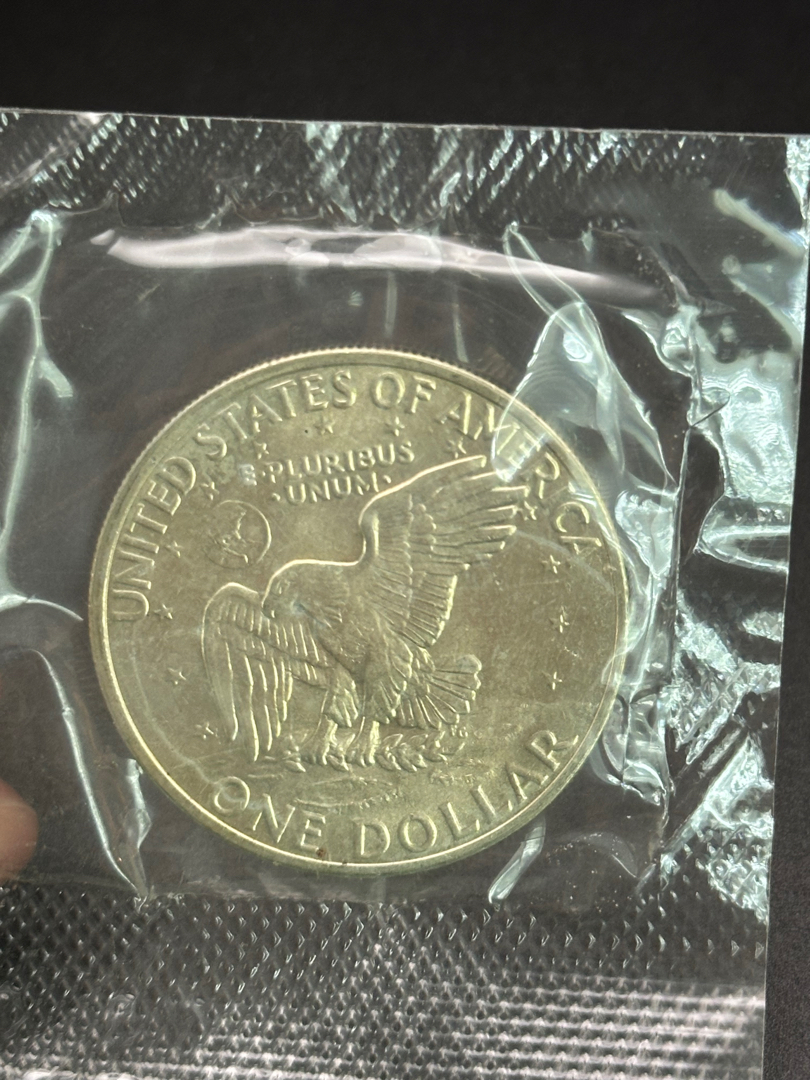 UNITED STATES OF AMERICA
E·PLURIBUS
·UNUM·
ONE DOLLAR